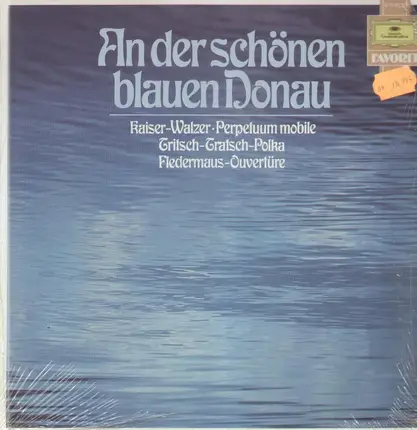 An der schönen
blauen Donau
Kaiser-Walzer · Perpetuum mobile
Tritsch-Tratsch-Polka
Fledermaus-Ouvertüre
FAVORIT